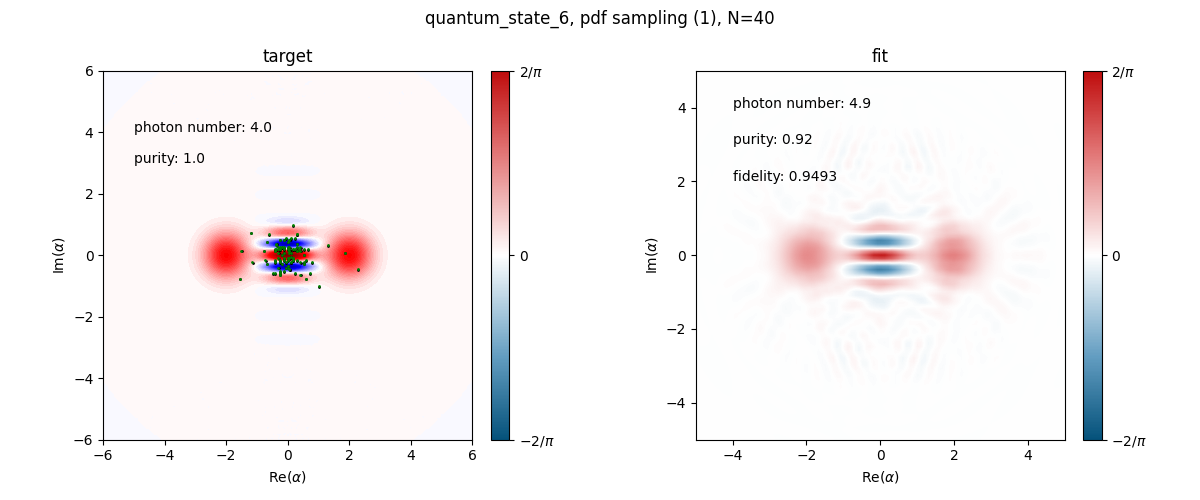 quantum_state_6, pdf sampling (1), N=40
target
6
4
2
0
−2
−4
−6
−6
−4
−2
0
2
4
6
Im(α)
Re(α)
photon number: 4.0
purity: 1.0
2/π
0
−2/π
fit
4
2
0
−2
−4
−4
−2
0
2
4
Im(α)
Re(α)
photon number: 4.9
purity: 0.92
fidelity: 0.9493
2/π
0
−2/π